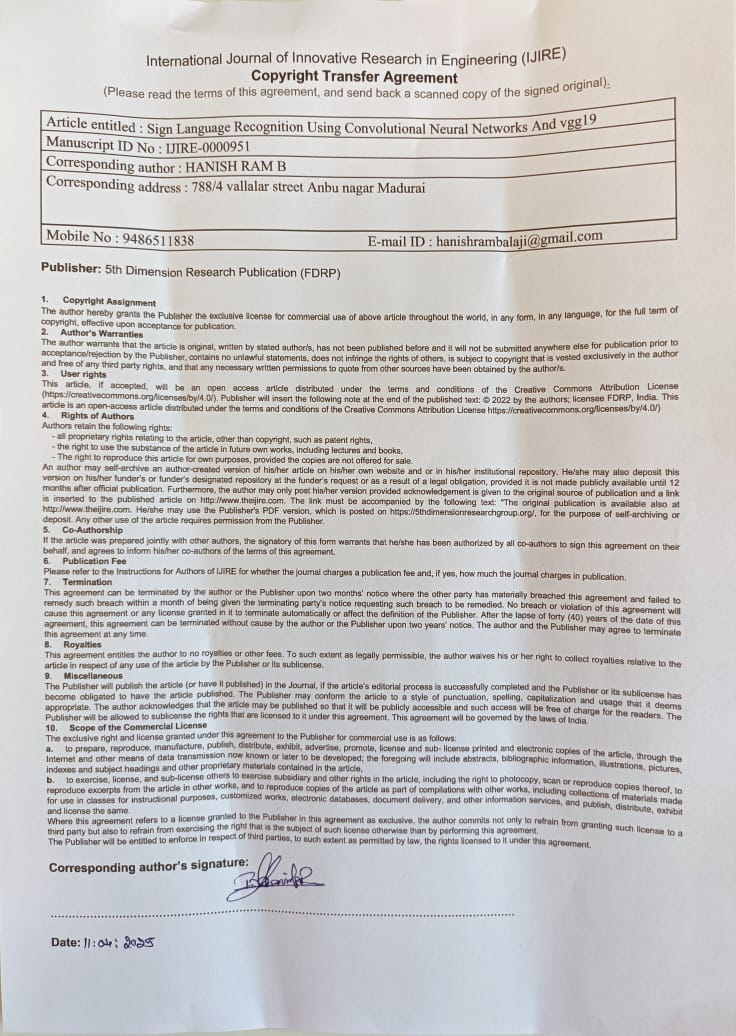 International Journal of Innovative Research in Engineering (IJIRE)
Copyright Transfer Agreement
(Please read the terms of this agreement, and send back a scanned copy of the signed original).
Article entitled : Sign Language Recognition Using Convolutional Neural Networks And vgg19
Manuscript ID No : IJIRE-0000951
Corresponding author : HANISH RAM B
Corresponding address : 788/4 vallalar street Anbu nagar Madurai
Mobile No : 9486511838 E-mail ID : hanishrambalaji@gmail.com
Publisher: 5th Dimension Research Publication (FDRP)
1. Copyright Assignment
The author hereby grants the Publisher the exclusive license for commercial use of above article throughout the world, in any form, in any language, for the full term of
copyright, effective upon acceptance for publication.
2. Author's Warranties
The author warrants that the article is original, written by stated author/s, has not been published before and it will not be submitted anywhere else for publication prior to
acceptance/rejection by the Publisher, contains no unlawful statements, does not infringe the rights of others, is subject to copyright that is vested exclusively in the author
and free of any third party rights, and that any necessary written permissions to quote from other sources have been obtained by the author/s.
3. User rights
This article, if accepted, will be an open access article distributed under the terms and conditions of the Creative Commons Attribution License
(https://creativecommons.org/licenses/by/4.0/). Publisher will insert the following note at the end of the published text: © 2022 by the authors; licensee FDRP, India. This
article is an open-access article distributed under the terms and conditions of the Creative Commons Attribution License https://creativecommons.org/licenses/by/4.0/)
4. Rights of Authors
Authors retain the following rights:
- all proprietary rights relating to the article, other than copyright, such as patent rights,
- the right to use the substance of the article in future own works, including lectures and books,
- The right to reproduce this article for own purposes, provided the copies are not offered for sale.
An author may self-archive an author-created version of his/her article on his/her own website and or in his/her institutional repository. He/she may also deposit this
version on his/her funder's or funder's designated repository at the funder's request or as a result of a legal obligation, provided it is not made publicly available until 12
months after official publication. Furthermore, the author may only post his/her version provided acknowledgement is given to the original source of publication and a link
is inserted to the published article on http://www.theijire.com. The link must be accompanied by the following text: "The original publication is available also at
http://www.theijire.com. He/she may use the Publisher's PDF version, which is posted on https://5thdimensionresearchgroup.org/, for the purpose of self-archiving or
deposit. Any other use of the article requires permission from the Publisher.
5. Co-Authorship
If the article was prepared jointly with other authors, the signatory of this form warrants that he/she has been authorized by all co-authors to sign this agreement on their
behalf, and agrees to inform his/her co-authors of the terms of this agreement.
6. Publication Fee
Please refer to the Instructions for Authors of IJIRE for whether the journal charges a publication fee and, if yes, how much the journal charges in publication.
7. Termination
This agreement can be terminated by the author or the Publisher upon two months' notice where the other party has materially breached this agreement and failed to
remedy such breach within a month of being given the terminating party's notice requesting such breach to be remedied. No breach or violation of this agreement will
cause this agreement or any license granted in it to terminate automatically or affect the definition of the Publisher. After the lapse of forty (40) years of the date of this
agreement, this agreement can be terminated without cause by the author or the Publisher upon two years' notice. The author and the Publisher may agree to terminate
this agreement at any time.
8. Royalties
This agreement entitles the author to no royalties or other fees. To such extent as legally permissible, the author waives his or her right to collect royalties relative to the
article in respect of any use of the article by the Publisher or its sublicense.
9. Miscellaneous
The Publisher will publish the article (or have it published) in the Journal, if the article's editorial process is successfully completed and the Publisher or its sublicense has
become obligated to have the article published. The Publisher may conform the article to a style of punctuation, spelling, capitalization and usage that it deems
appropriate. The author acknowledges that the article may be published so that it will be publicly accessible and such access will be free of charge for the readers. The
Publisher will be allowed to sublicense the rights that are licensed to it under this agreement. This agreement will be governed by the laws of India.
10. Scope of the Commercial License
The exclusive right and license granted under this agreement to the Publisher for commercial use is as follows:
a. to prepare, reproduce, manufacture, publish, distribute, exhibit, advertise, promote, license and sub- license printed and electronic copies of the article, through the
Internet and other means of data transmission now known or later to be developed; the foregoing will include abstracts, bibliographic information, illustrations, pictures,
indexes and subject headings and other proprietary materials contained in the article,
b. to exercise, license, and sub-license others to exercise subsidiary and other rights in the article, including the right to photocopy, scan or reproduce copies thereof, to
reproduce excerpts from the article in other works, and to reproduce copies of the article as part of compilations with other works, including collections of materials made
for use in classes for instructional purposes, customized works, electronic databases, document delivery, and other information services, and publish, distribute, exhibit
and license the same.
Where this agreement refers to a license granted to the Publisher in this agreement as exclusive, the author commits not only to refrain from granting such license to a
third party but also to refrain from exercising the right that is the subject of such license otherwise than by performing this agreement.
The Publisher will be entitled to enforce in respect of third parties, to such extent as permitted by law, the rights licensed to it under this agreement.
Corresponding author's signature:
Date: 11:04:2025